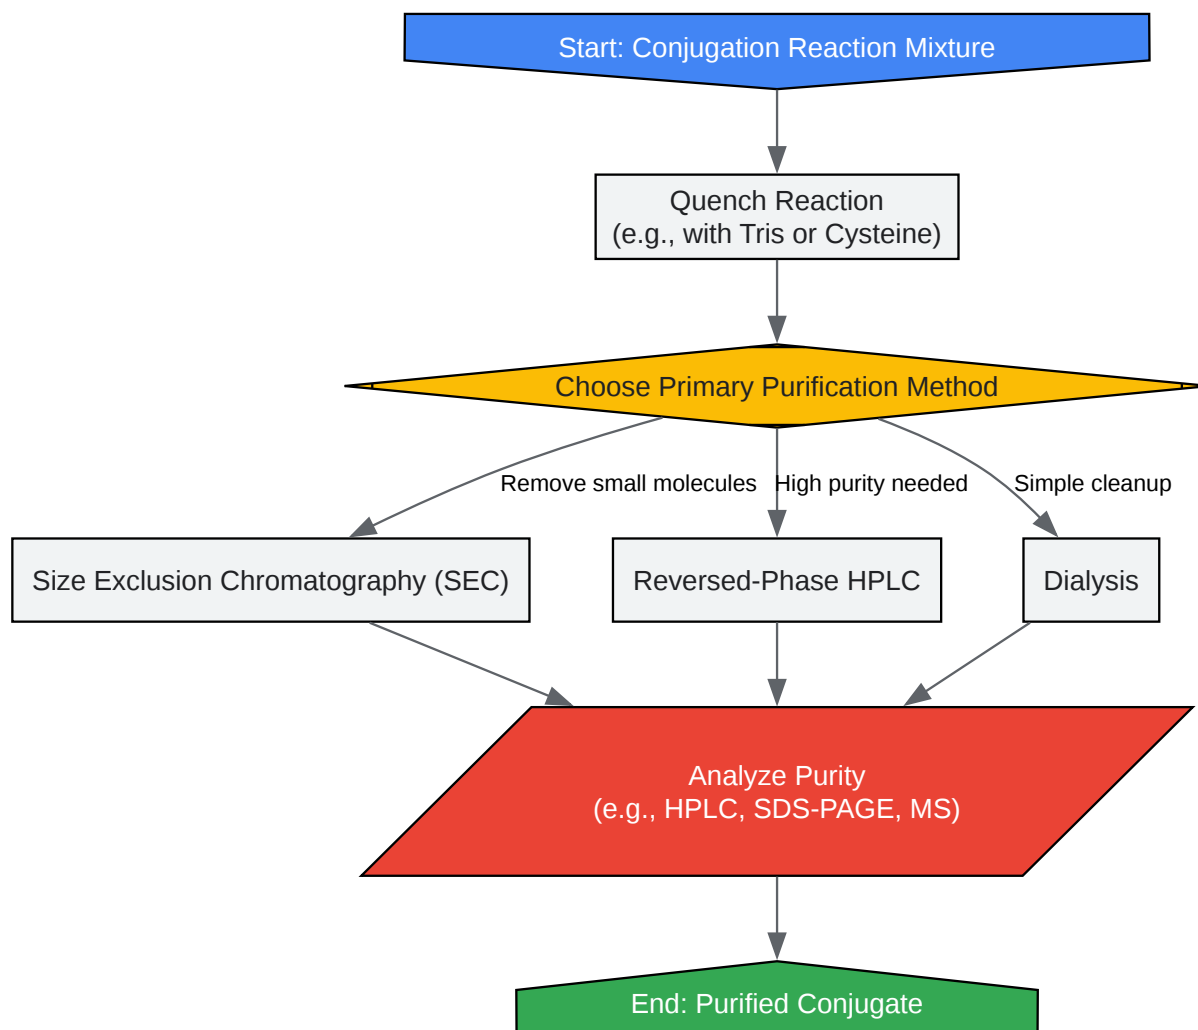 Start: Conjugation Reaction Mixture
Quench Reaction
(e.g., with Tris or Cysteine)
Choose Primary Purification Method
Remove small molecules
High purity needed
Simple cleanup
Size Exclusion Chromatography (SEC)
Reversed-Phase HPLC
Dialysis
Analyze Purity
(e.g., HPLC, SDS-PAGE, MS)
End: Purified Conjugate